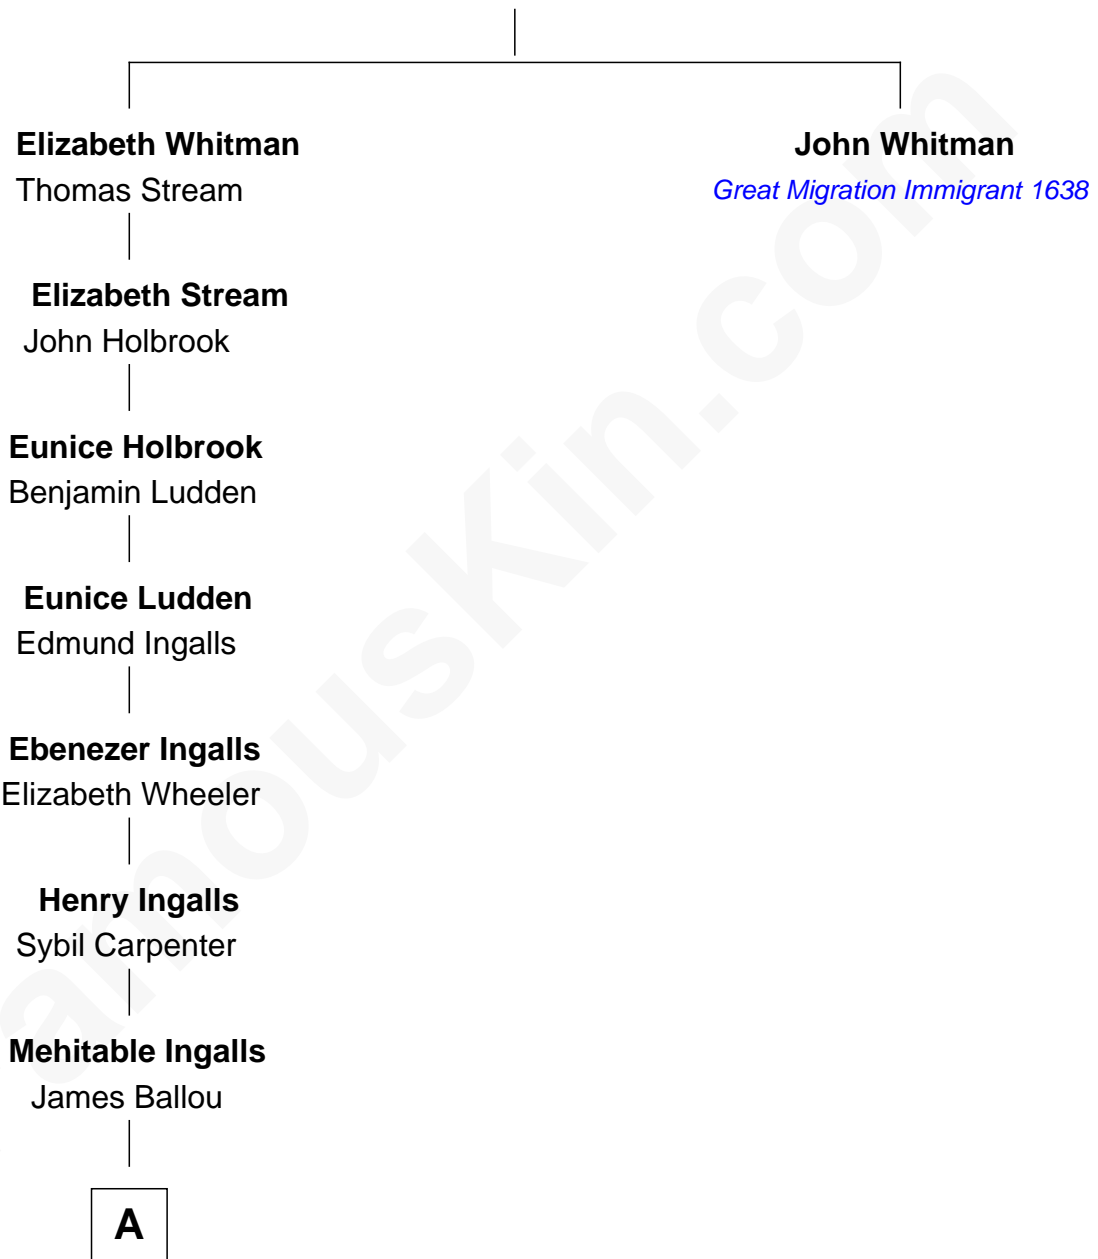 Elizabeth Whitman
Thomas Stream
John Whitman
Great Migration Immigrant 1638
Elizabeth Stream
John Holbrook
Eunice Holbrook
Benjamin Ludden
Eunice Ludden
Edmund Ingalls
Ebenezer Ingalls
Elizabeth Wheeler
Henry Ingalls
Sybil Carpenter
Mehitable Ingalls
James Ballou
A
amouskin.com